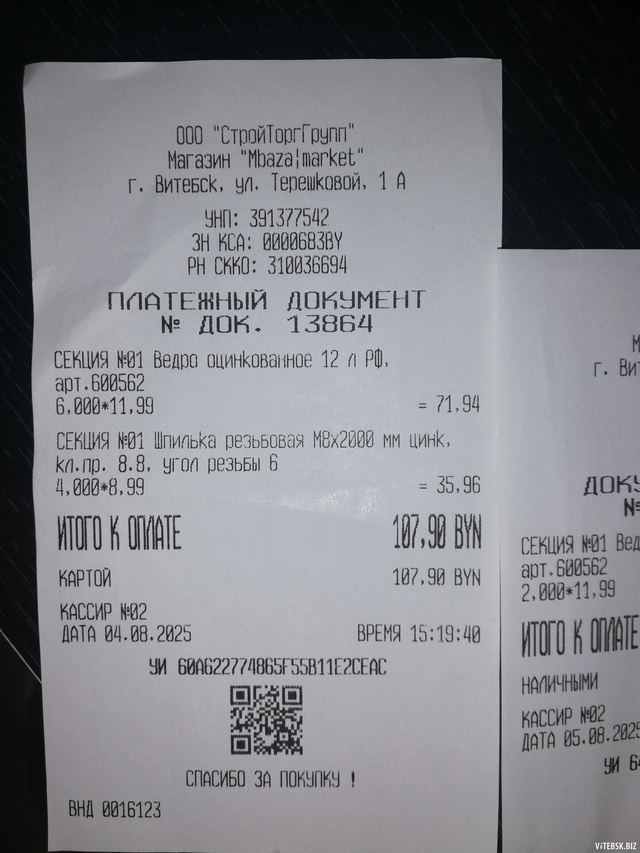 ООО "СтройТоргГрупп"
Магазин "Mbaza¦market"
г. Витебск, ул. Терешковой, 1 А
УНП: 391377542
ЗН КСА: 0000683BY
РН СККО: 310036694
ПЛАТЕЖНЫЙ ДОКУМЕНТ
№ ДОК. 13864
СЕКЦИЯ №01 Ведро оцинкованное 12 л РФ,
арт.600562
6,000*11,99 = 71,94
СЕКЦИЯ №01 Шпилька резьбовая М8х2000 мм цинк,
кл.пр. 8.8, угол резьбы 6
4,000*8,99 = 35,96
ИТОГО К ОПЛАТЕ 107,90 BYN
КАРТОЙ 107,90 BYN
КАССИР №02
ДАТА 04.08.2025 ВРЕМЯ 15:19:40
УИ 60A622774865F55B11E2CEAC
СПАСИБО ЗА ПОКУПКУ !
ВНД 0016123
г. Вит
ДОКУ
№
СЕКЦИЯ №01 Вед
арт.600562
2,000*11,99
ИТОГО К ОПЛАТЕ
НАЛИЧНЫМИ
КАССИР №02
ДАТА 05.08.2025
УИ 6
ViTEBSK.BIZ